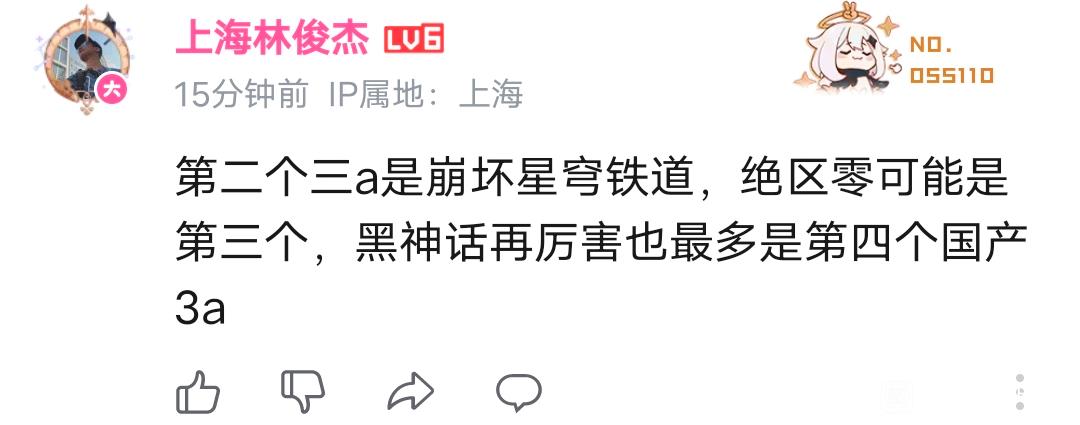 上海林俊杰 LV6
NO.
055110
15分钟前 IP属地：上海
第二个三a是崩坏星穹铁道，绝区零可能是
第三个，黑神话再厉害也最多是第四个国产
3a